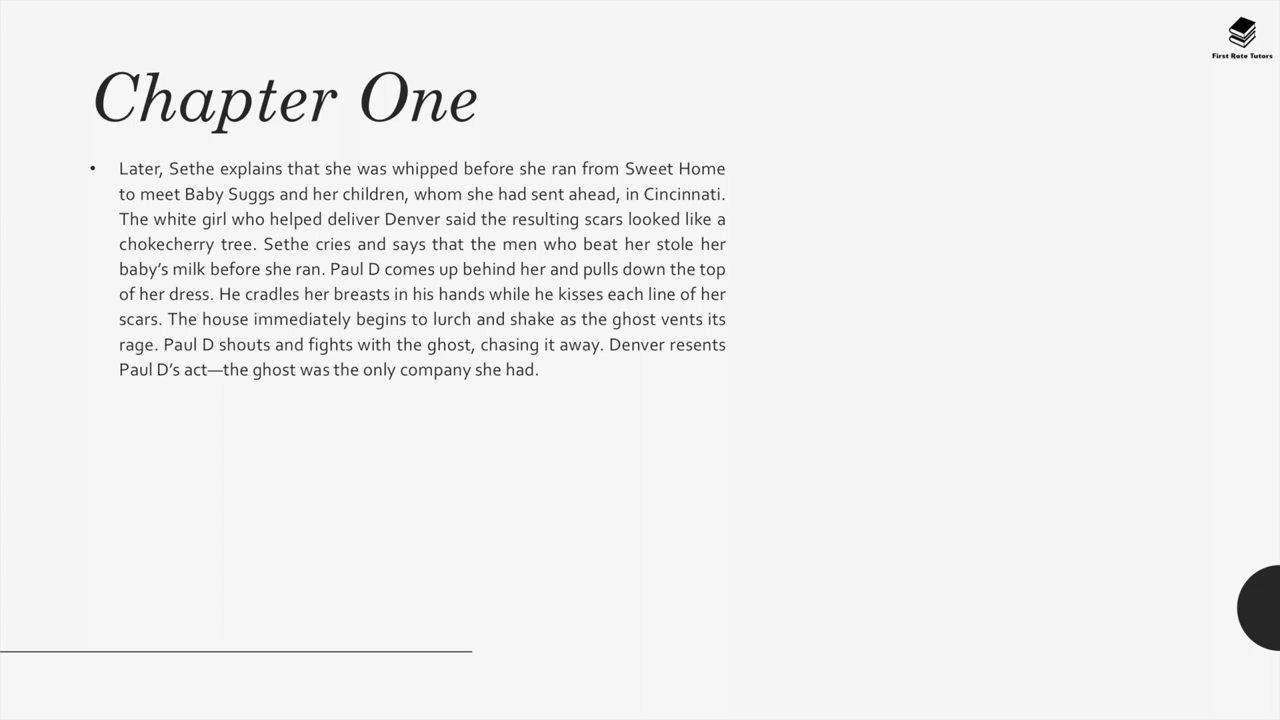 First Rate Tutors
Chapter One
• Later, Sethe explains that she was whipped before she ran from Sweet Home
to meet Baby Suggs and her children, whom she had sent ahead, in Cincinnati.
The white girl who helped deliver Denver said the resulting scars looked like a
chokecherry tree. Sethe cries and says that the men who beat her stole her
baby’s milk before she ran. Paul D comes up behind her and pulls down the top
of her dress. He cradles her breasts in his hands while he kisses each line of her
scars. The house immediately begins to lurch and shake as the ghost vents its
rage. Paul D shouts and fights with the ghost, chasing it away. Denver resents
Paul D’s act—the ghost was the only company she had.